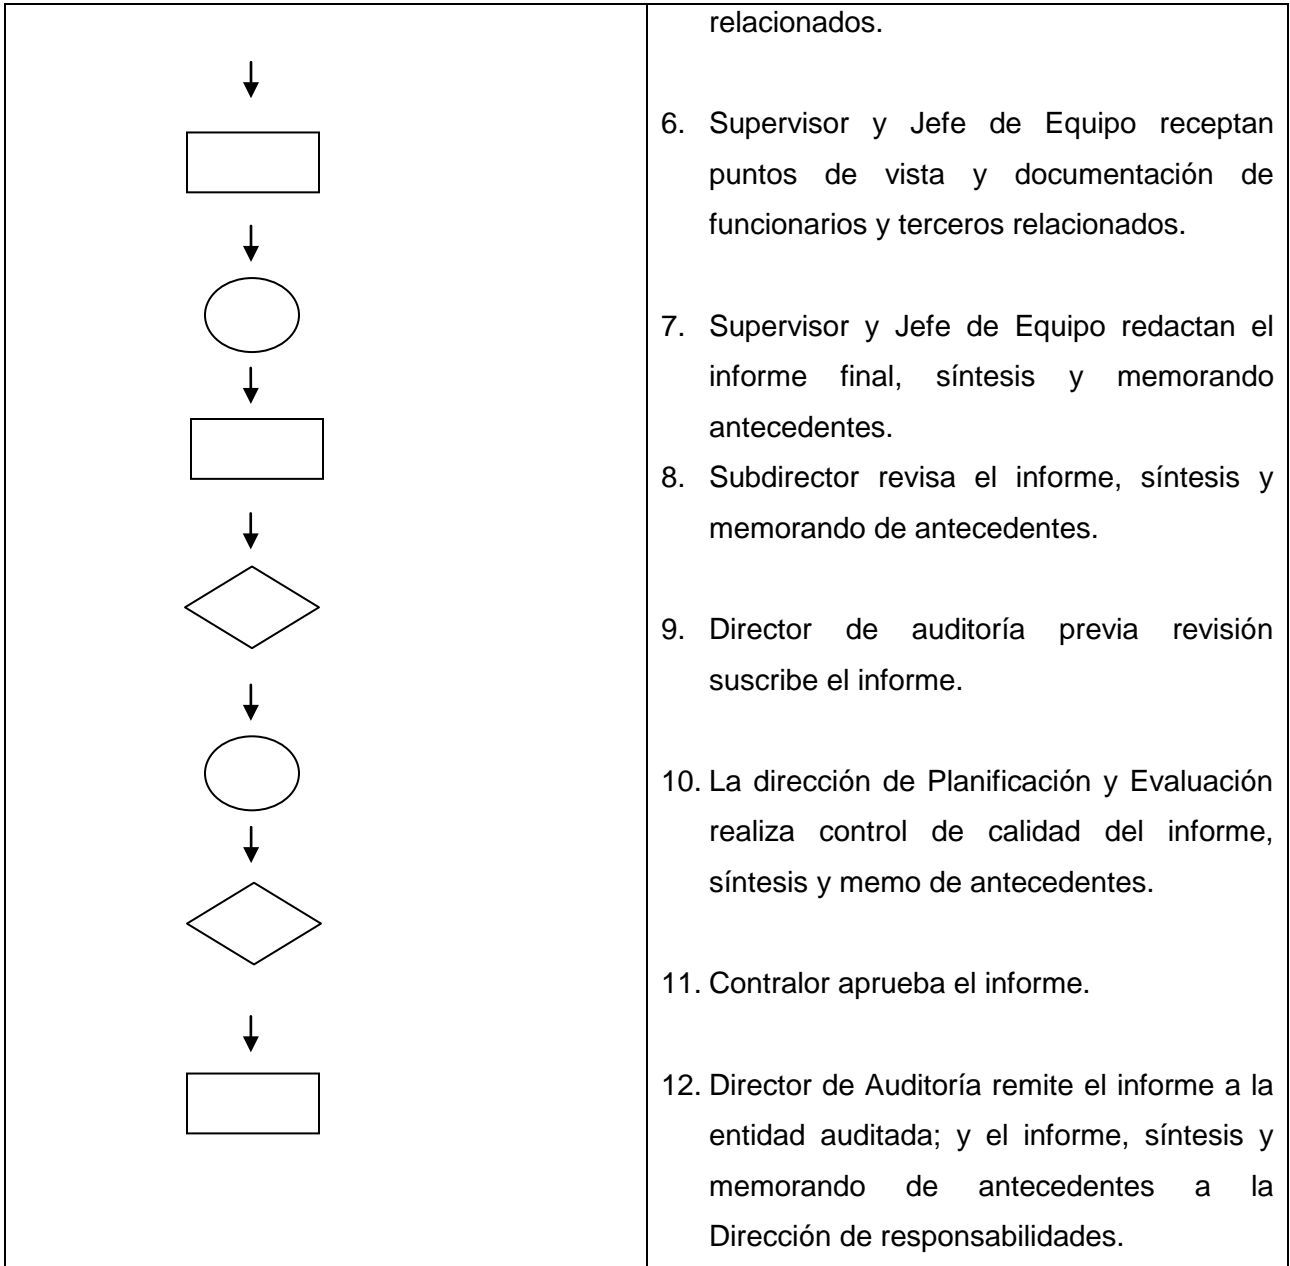 relacionados.
6. Supervisor y Jefe de Equipo receptan
puntos de vista y documentación de
funcionarios y terceros relacionados.
7. Supervisor y Jefe de Equipo redactan el
informe final, síntesis y memorando
antecedentes.
8. Subdirector revisa el informe, síntesis y
memorando de antecedentes.
9. Director de auditoría previa revisión
suscribe el informe.
10. La dirección de Planificación y Evaluación
realiza control de calidad del informe,
síntesis y memo de antecedentes.
11. Contralor aprueba el informe.
12. Director de Auditoría remite el informe a la
entidad auditada; y el informe, síntesis y
memorando de antecedentes a la
Dirección de responsabilidades.